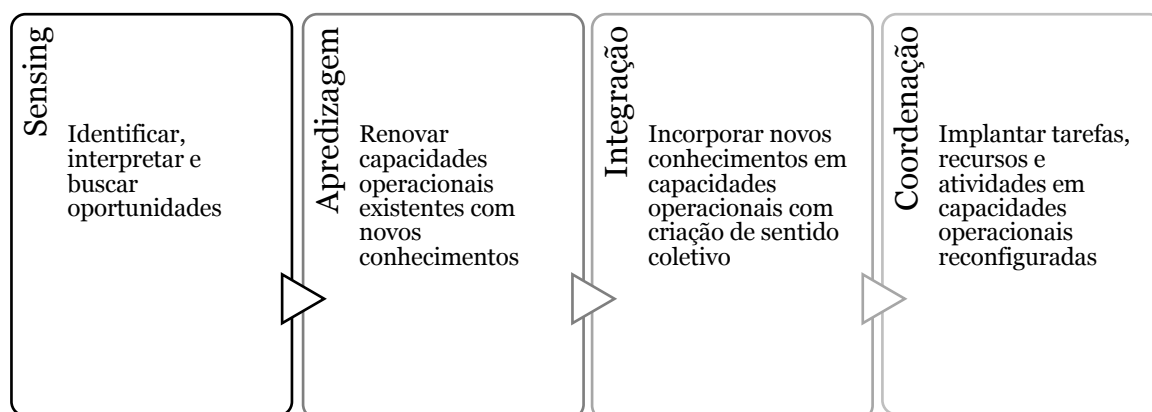 Sensing
Identificar,
interpretar e
buscar
oportunidades
Apredizagem
Renovar
capacidades
operacionais
existentes com
novos
conhecimentos
Integração
Incorporar novos
conhecimentos em
capacidades
operacionais com
criação de sentido
coletivo
Coordenação
Implantar tarefas,
recursos e
atividades em
capacidades
operacionais
reconfiguradas